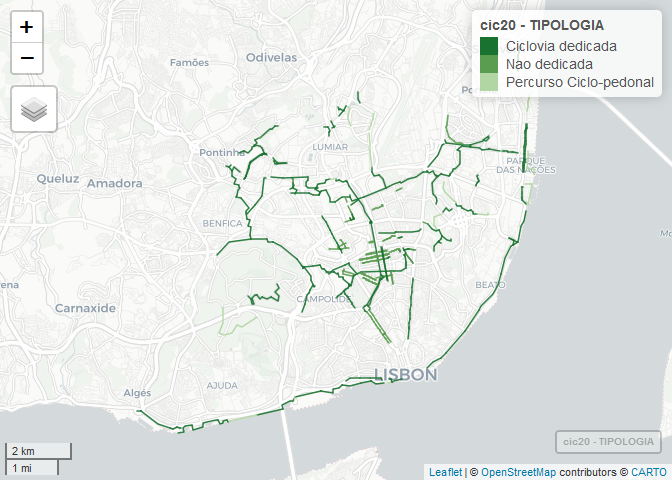 +
−
cic20 - TIPOLOGIA
Ciclovia dedicada
Nao dedicada
Percurso Ciclo-pedonal
Odivelas
Famões
Pontinha
LUMIAR
PARQUE
DAS NAÇÕES
Queluz
Amadora
BENFICA
Carnaxide
CAMPOLIDE
BEATO
LISBON
AJUDA
Algés
cic20 - TIPOLOGIA
2 km
1 mi
Leaflet | © OpenStreetMap contributors © CARTO